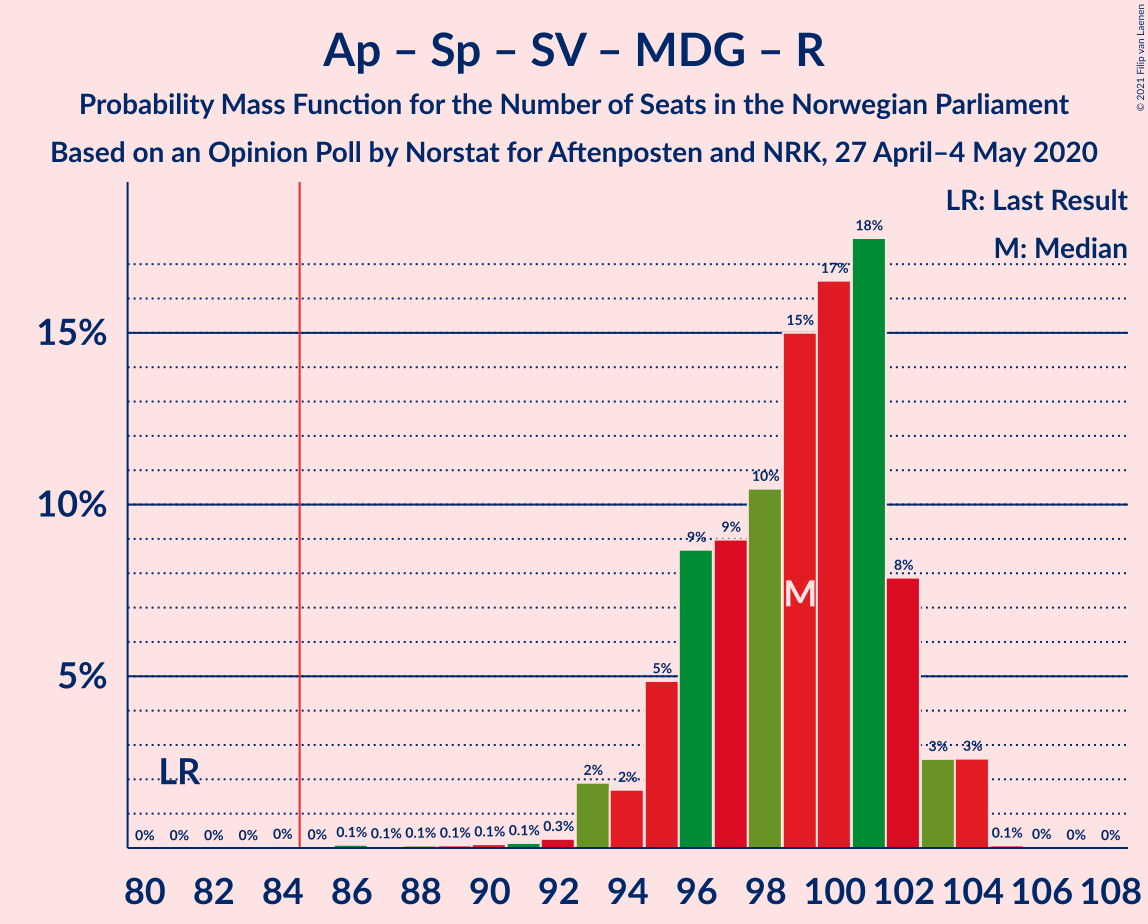 Ap – Sp – SV – MDG – R
Probability Mass Function for the Number of Seats in the Norwegian Parliament
Based on an Opinion Poll by Norstat for Aftenposten and NRK, 27 April–4 May 2020
© 2021 Filip van Laenen
LR: Last Result
M: Median
15%
10%
5%
LR
M
0% 0% 0% 0% 0% 0% 0.1% 0.1% 0.1% 0.1% 0.1% 0.1% 0.3% 2% 2% 5% 9% 9% 10% 15% 17% 18% 8% 3% 3% 0.1% 0% 0% 0%
80 82 84 86 88 90 92 94 96 98 100 102 104 106 108